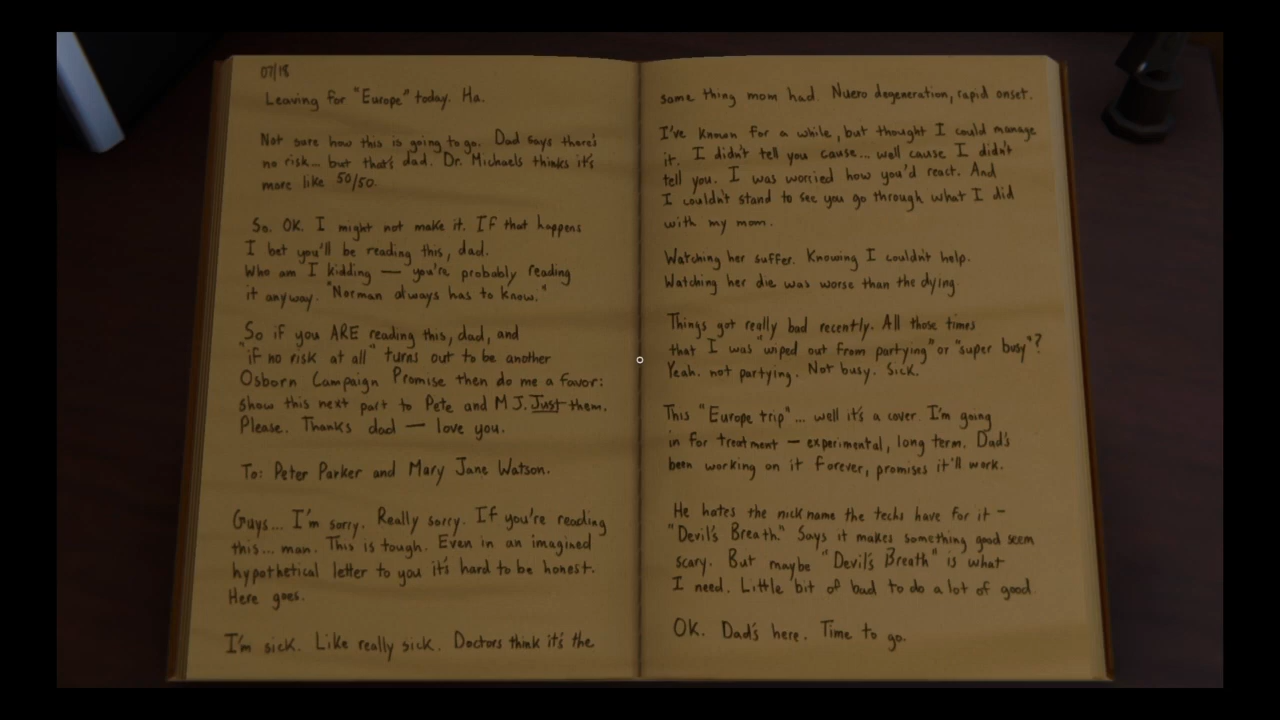 07/18
Leaving for "Europe" today. Ha.
Not sure how this is going to go. Dad says there's
no risk... but that's dad. Dr. Michaels thinks it's
more like 50/50.
So. OK. I might not make it. IF that happens
I bet you'll be reading this, dad.
Who am I kidding — you're probably reading
it anyway. "Norman always has to know."
So if you ARE reading this, dad, and
"if no risk at all" turns out to be another
Osborn Campaign Promise then do me a favor:
show this next part to Pete and MJ. Just them.
Please. Thanks dad — love you.
To: Peter Parker and Mary Jane Watson.
Guys... I'm sorry. Really sorry. If you're reading
this... man. This is tough. Even in an imagined
hypothetical letter to you it's hard to be honest.
Here goes.
I'm sick. Like really sick. Doctors think it's the
same thing mom had. Nuero degeneration, rapid onset.
I've known for a while, but thought I could manage
it. I didn't tell you cause... well cause I didn't
tell you. I was worried how you'd react. And
I couldn't stand to see you go through what I did
with my mom.
Watching her suffer. Knowing I couldn't help.
Watching her die was worse than the dying.
Things got really bad recently. All those times
that I was "wiped out from partying" or "super busy"?
Yeah. not partying. Not busy. Sick.
This "Europe trip"... well it's a cover. I'm going
in for treatment — experimental, long term. Dad's
been working on it forever, promises it'll work.
He hates the nickname the techs have for it -
"Devil's Breath." Says it makes something good seem
scary. But maybe "Devil's Breath" is what
I need. Little bit of bad to do a lot of good.
OK. Dad's here. Time to go.